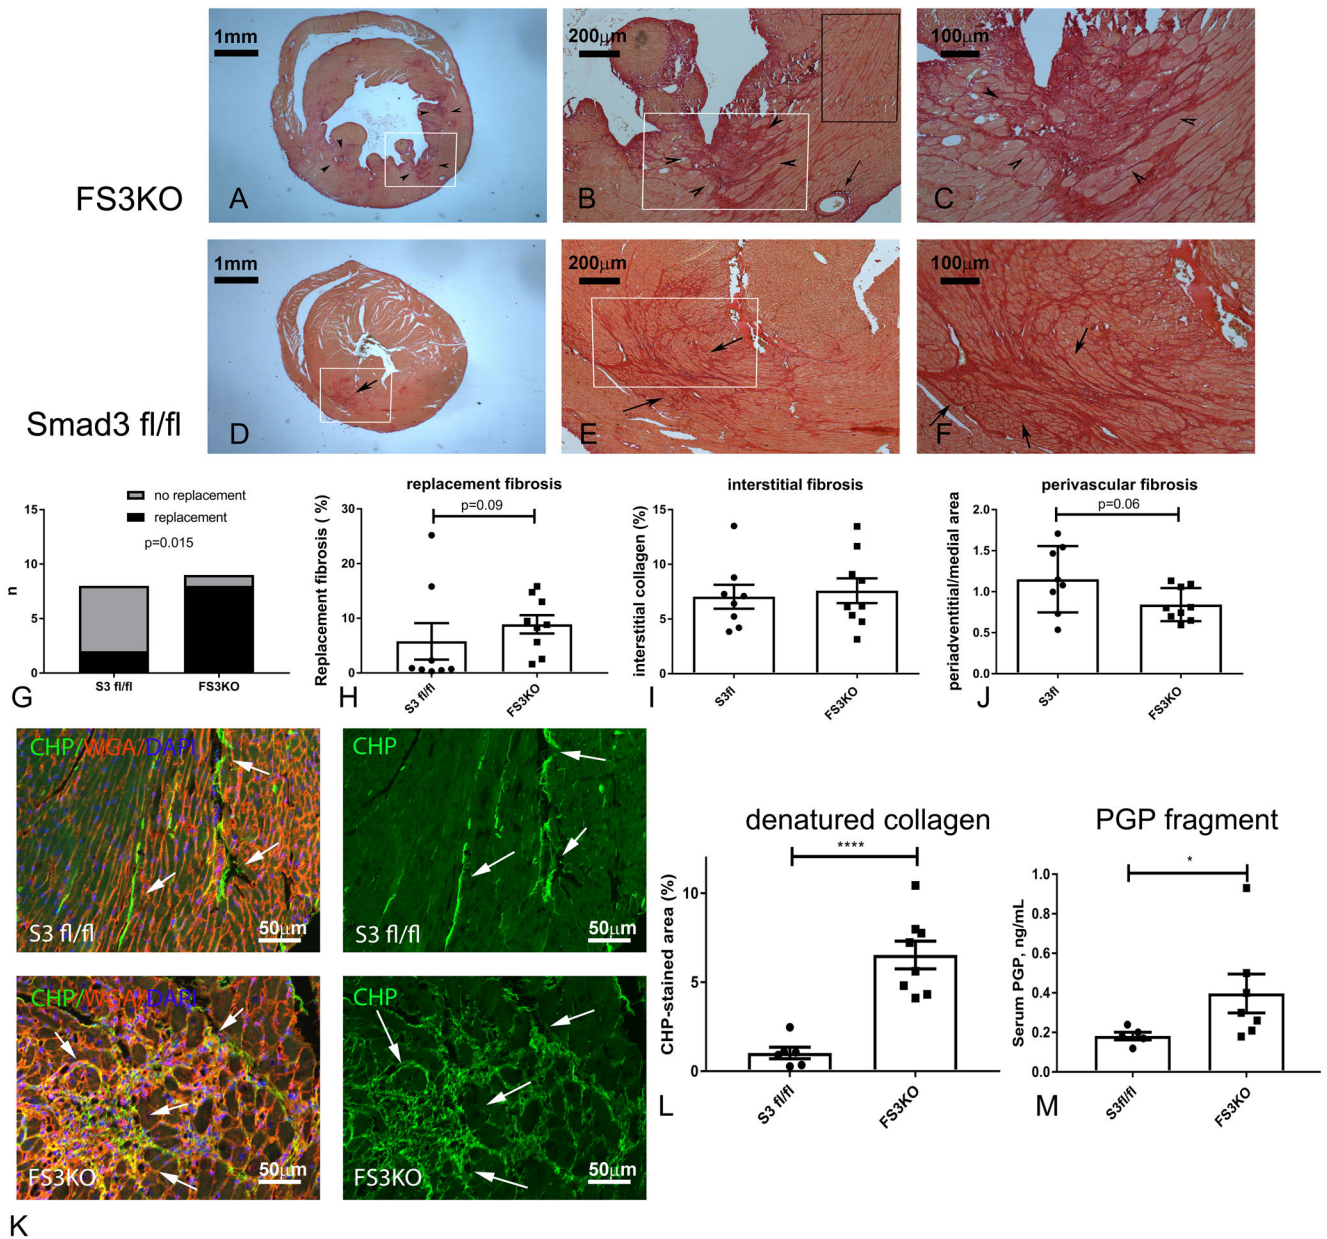 1mm
200μm
100μm
FS3KO
A
B
C
1mm
200μm
100μm
Smad3 fl/fl
D
E
F
no replacement
replacement
p=0.015
15
10
5
0
n
S3 fl/fl
FS3KO
G
replacement fibrosis
p=0.09
Replacement fibrosis ( %)
30
20
10
0
S3 fl/fl
FS3KO
H
interstitial fibrosis
interstitial collagen (%)
15
10
5
0
S3fl
FS3KO
I
perivascular fibrosis
p=0.06
periadventitial/medial area
2.0
1.5
1.0
0.5
0.0
S3fl
FS3KO
J
CHP/WGA/DAPI
S3 fl/fl
50μm
CHP
S3 fl/fl
50μm
CHP/WGA/DAPI
FS3KO
50μm
CHP
FS3KO
50μm
K
denatured collagen
****
CHP-stained area (%)
10
5
0
S3 fl/fl
FS3KO
L
PGP fragment
*
Serum PGP, ng/mL
1.0
0.8
0.6
0.4
0.2
0.0
S3fl/fl
FS3KO
M